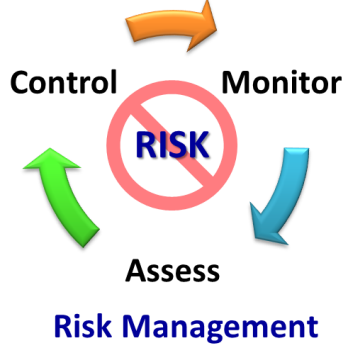 Control Monitor
RISK
Assess
Risk Management